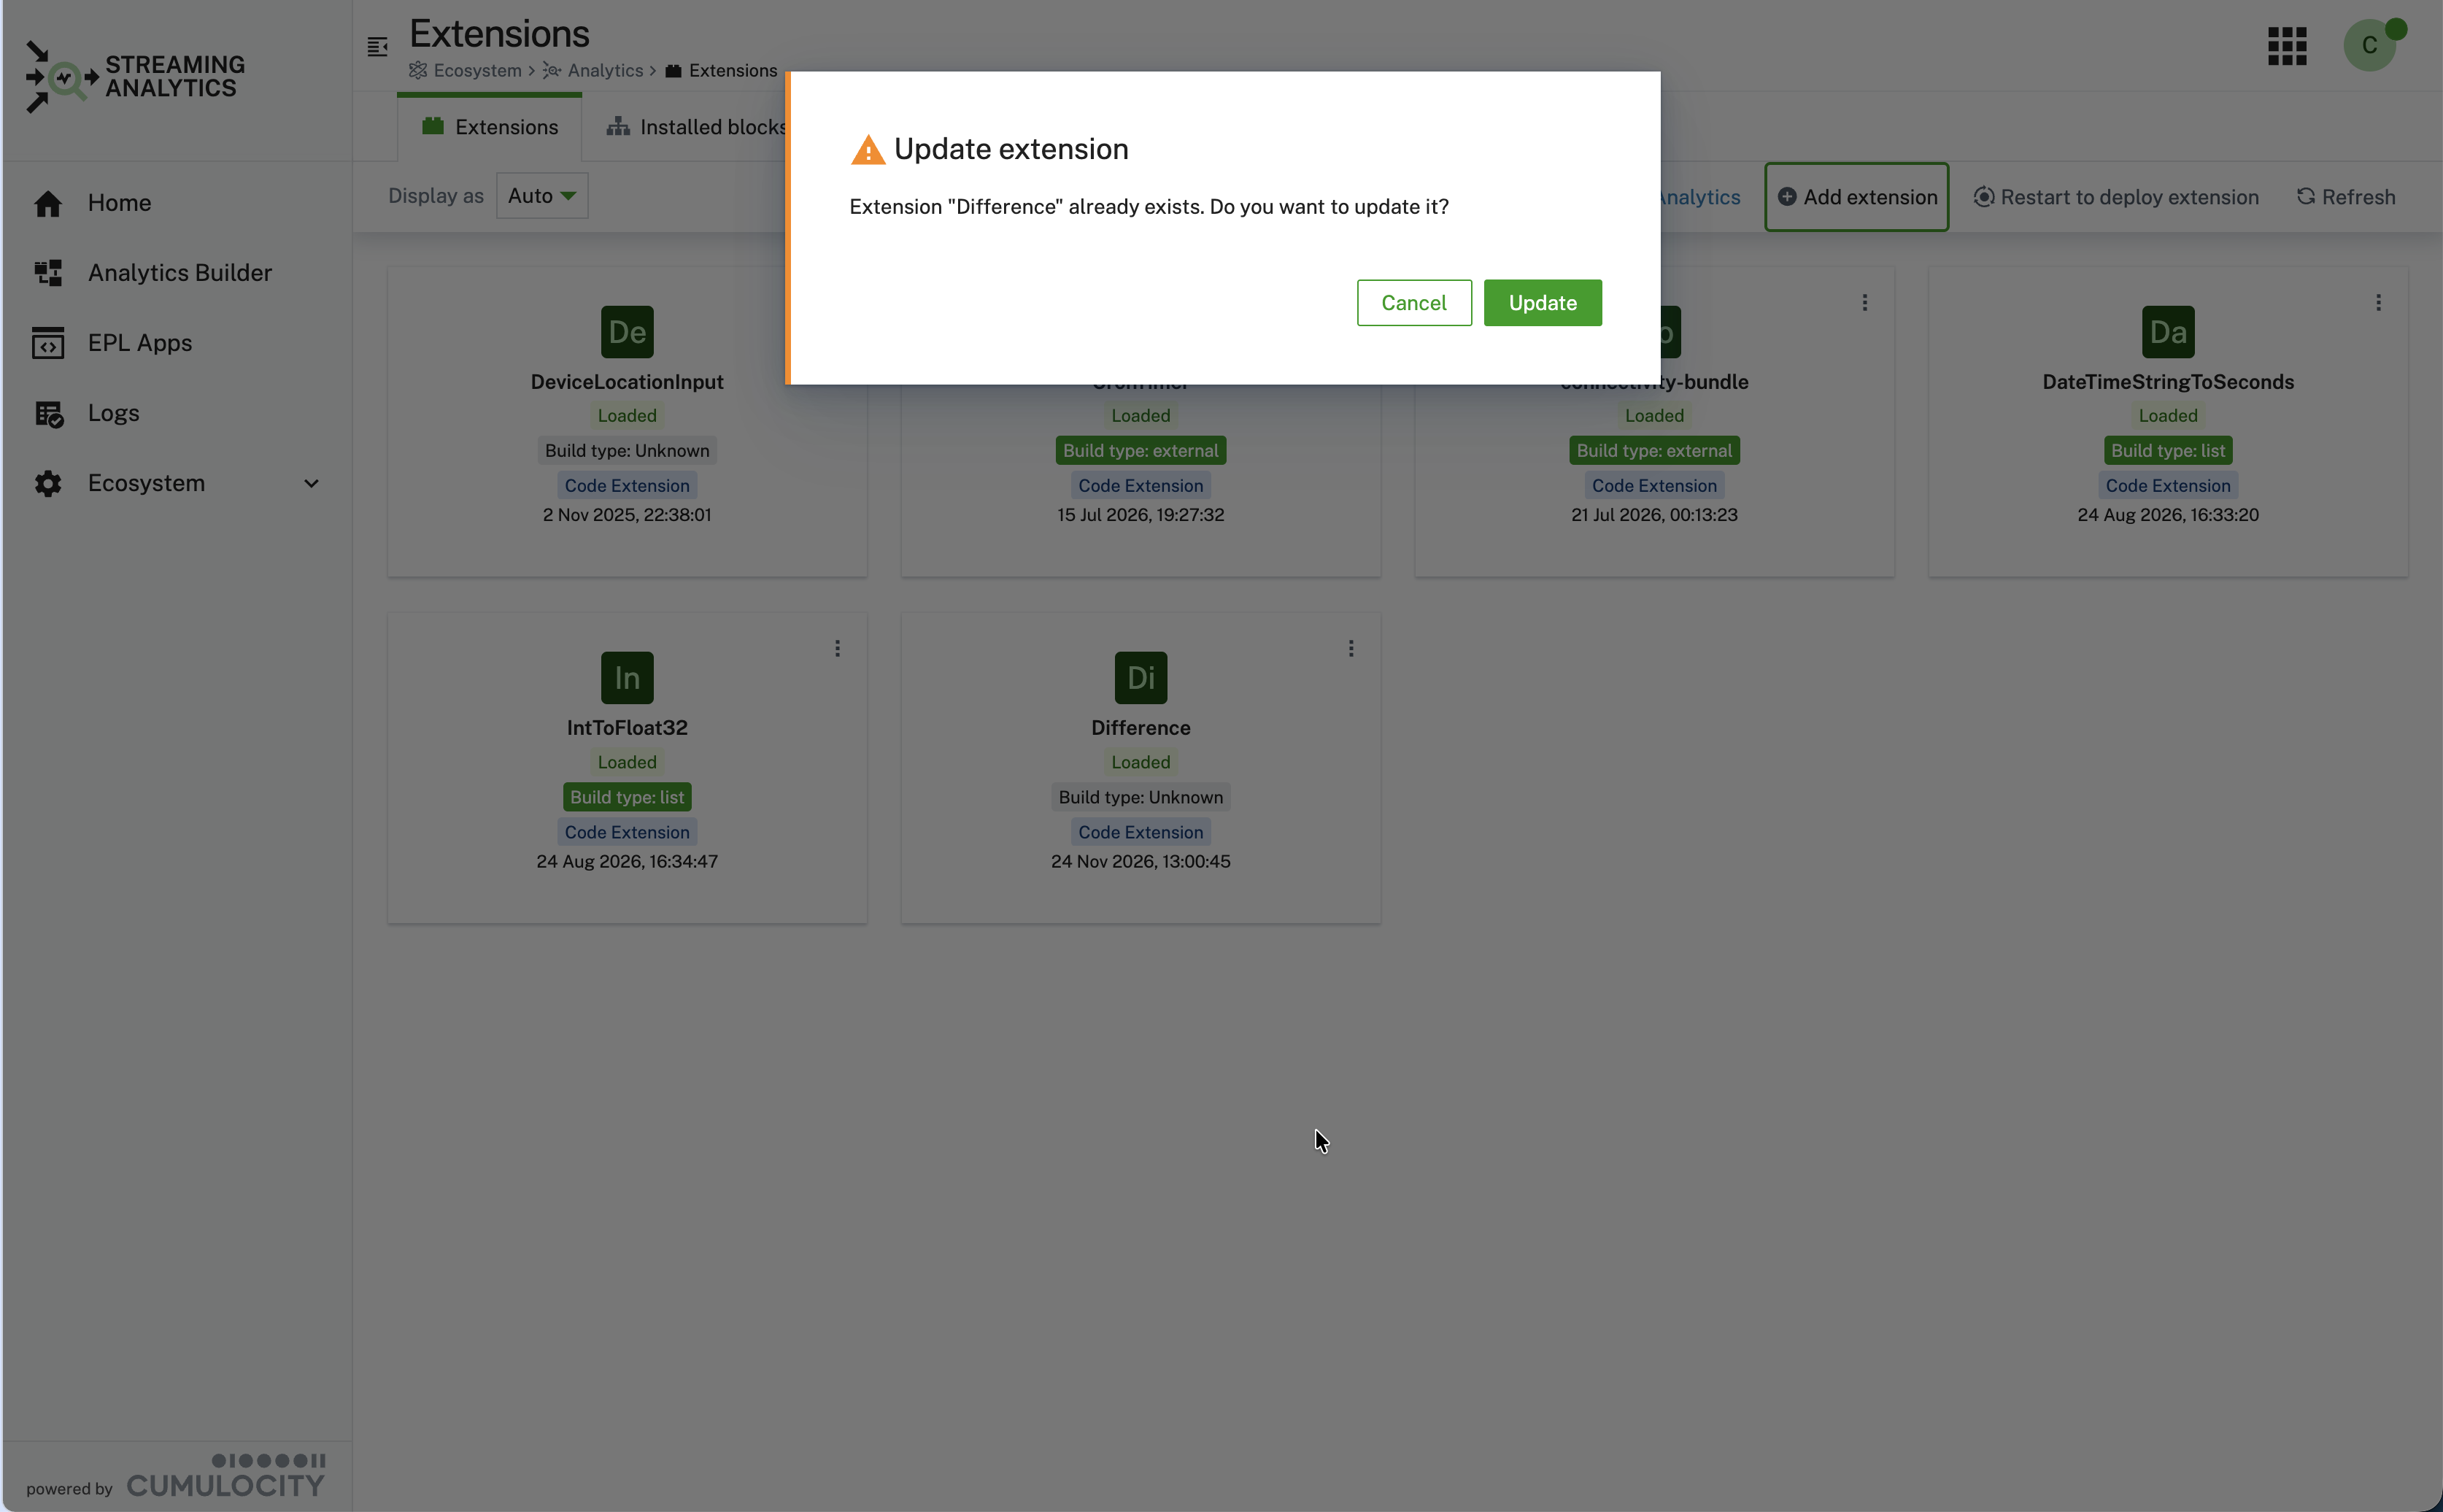 STREAMING
ANALYTICS
Home
Analytics Builder
EPL Apps
Logs
Ecosystem
powered by
CUMULOCITY
Extensions
Ecosystem > Analytics > Extensions
C
Extensions
Installed blocks
Display as
Auto
Analytics
Add extension
Restart to deploy extension
Refresh
Update extension
Extension "Difference" already exists. Do you want to update it?
Cancel
Update
De
DeviceLocationInput
Loaded
Build type: Unknown
Code Extension
2 Nov 2025, 22:38:01
Loaded
Build type: external
Code Extension
15 Jul 2026, 19:27:32
o
connectivity-bundle
Loaded
Build type: external
Code Extension
21 Jul 2026, 00:13:23
Da
DateTimeStringToSeconds
Loaded
Build type: list
Code Extension
24 Aug 2026, 16:33:20
In
IntToFloat32
Loaded
Build type: list
Code Extension
24 Aug 2026, 16:34:47
Di
Difference
Loaded
Build type: Unknown
Code Extension
24 Nov 2026, 13:00:45